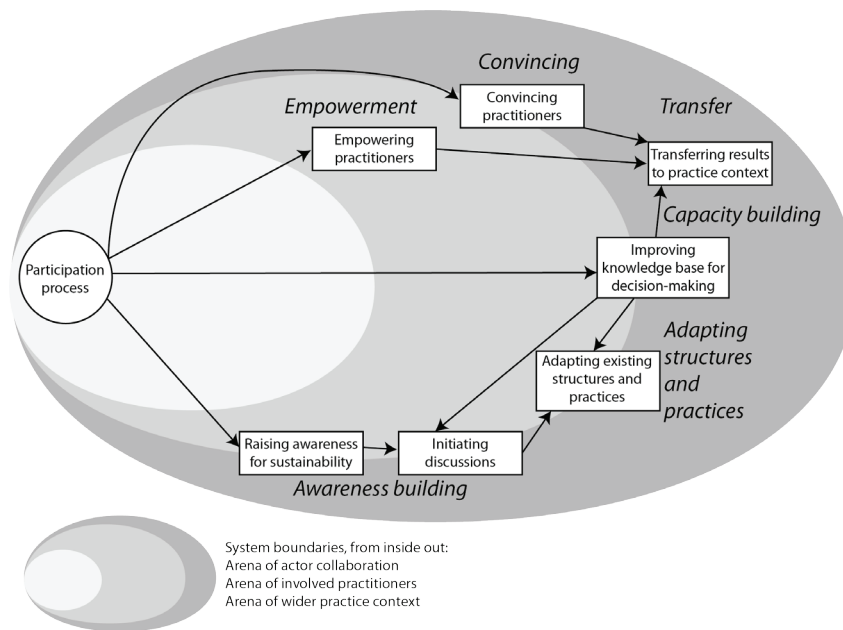 Convincing
Convincing
practitioners
Empowerment
Empowering
practitioners
Transfer
Transferring results
to practice context
Capacity building
Participation
process
Improving
knowledge base for
decision-making
Adapting
structures
and
practices
Adapting existing
structures and
practices
Raising awareness
for sustainability
Initiating
discussions
Awareness building
System boundaries, from inside out:
Arena of actor collaboration
Arena of involved practitioners
Arena of wider practice context